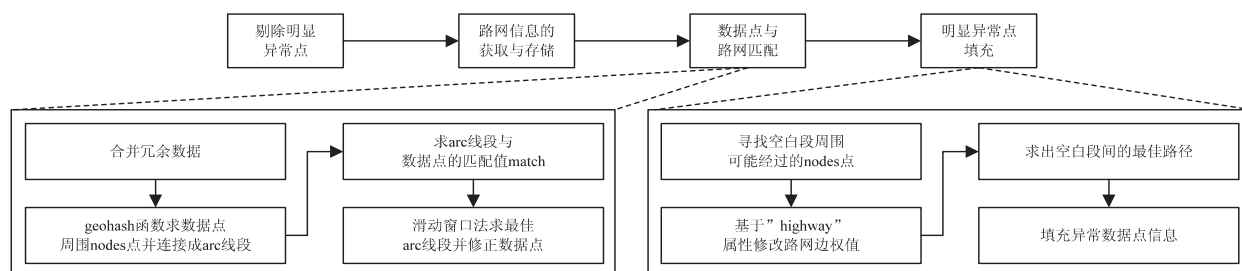 剔除明显
异常点
路网信息的
获取与存储
数据点与
路网匹配
明显异常点
填充
合并冗余数据
geohash函数求数据点
周围nodes点并连接成arc线段
求arc线段与
数据点的匹配值match
滑动窗口法求最佳
arc线段并修正数据点
寻找空白段周围
可能经过的nodes点
基于”highway”
属性修改路网边权值
求出空白段间的最佳路径
填充异常数据点信息